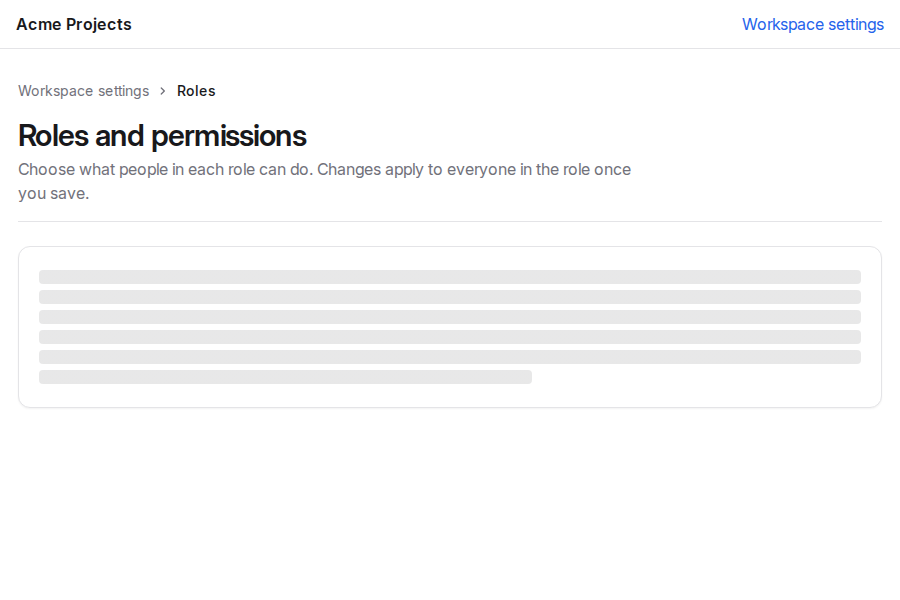 Acme Projects
Workspace settings
Workspace settings
Roles
Roles and permissions
Choose what people in each role can do. Changes apply to everyone in the role once
you save.